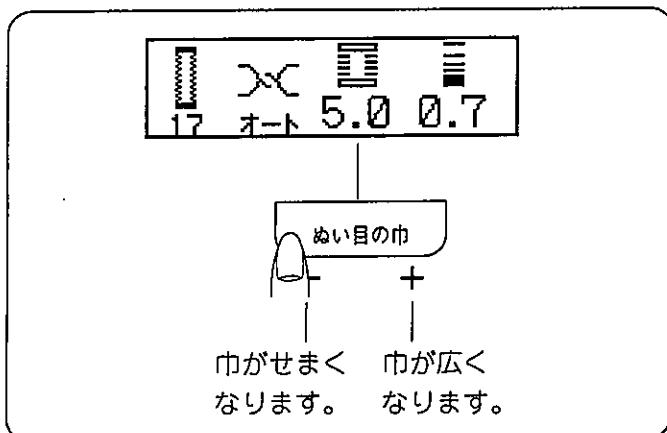 17 オート 5.0 0.7
ぬい目の巾
- +
巾がせまく 巾が広く
なります。 なります。